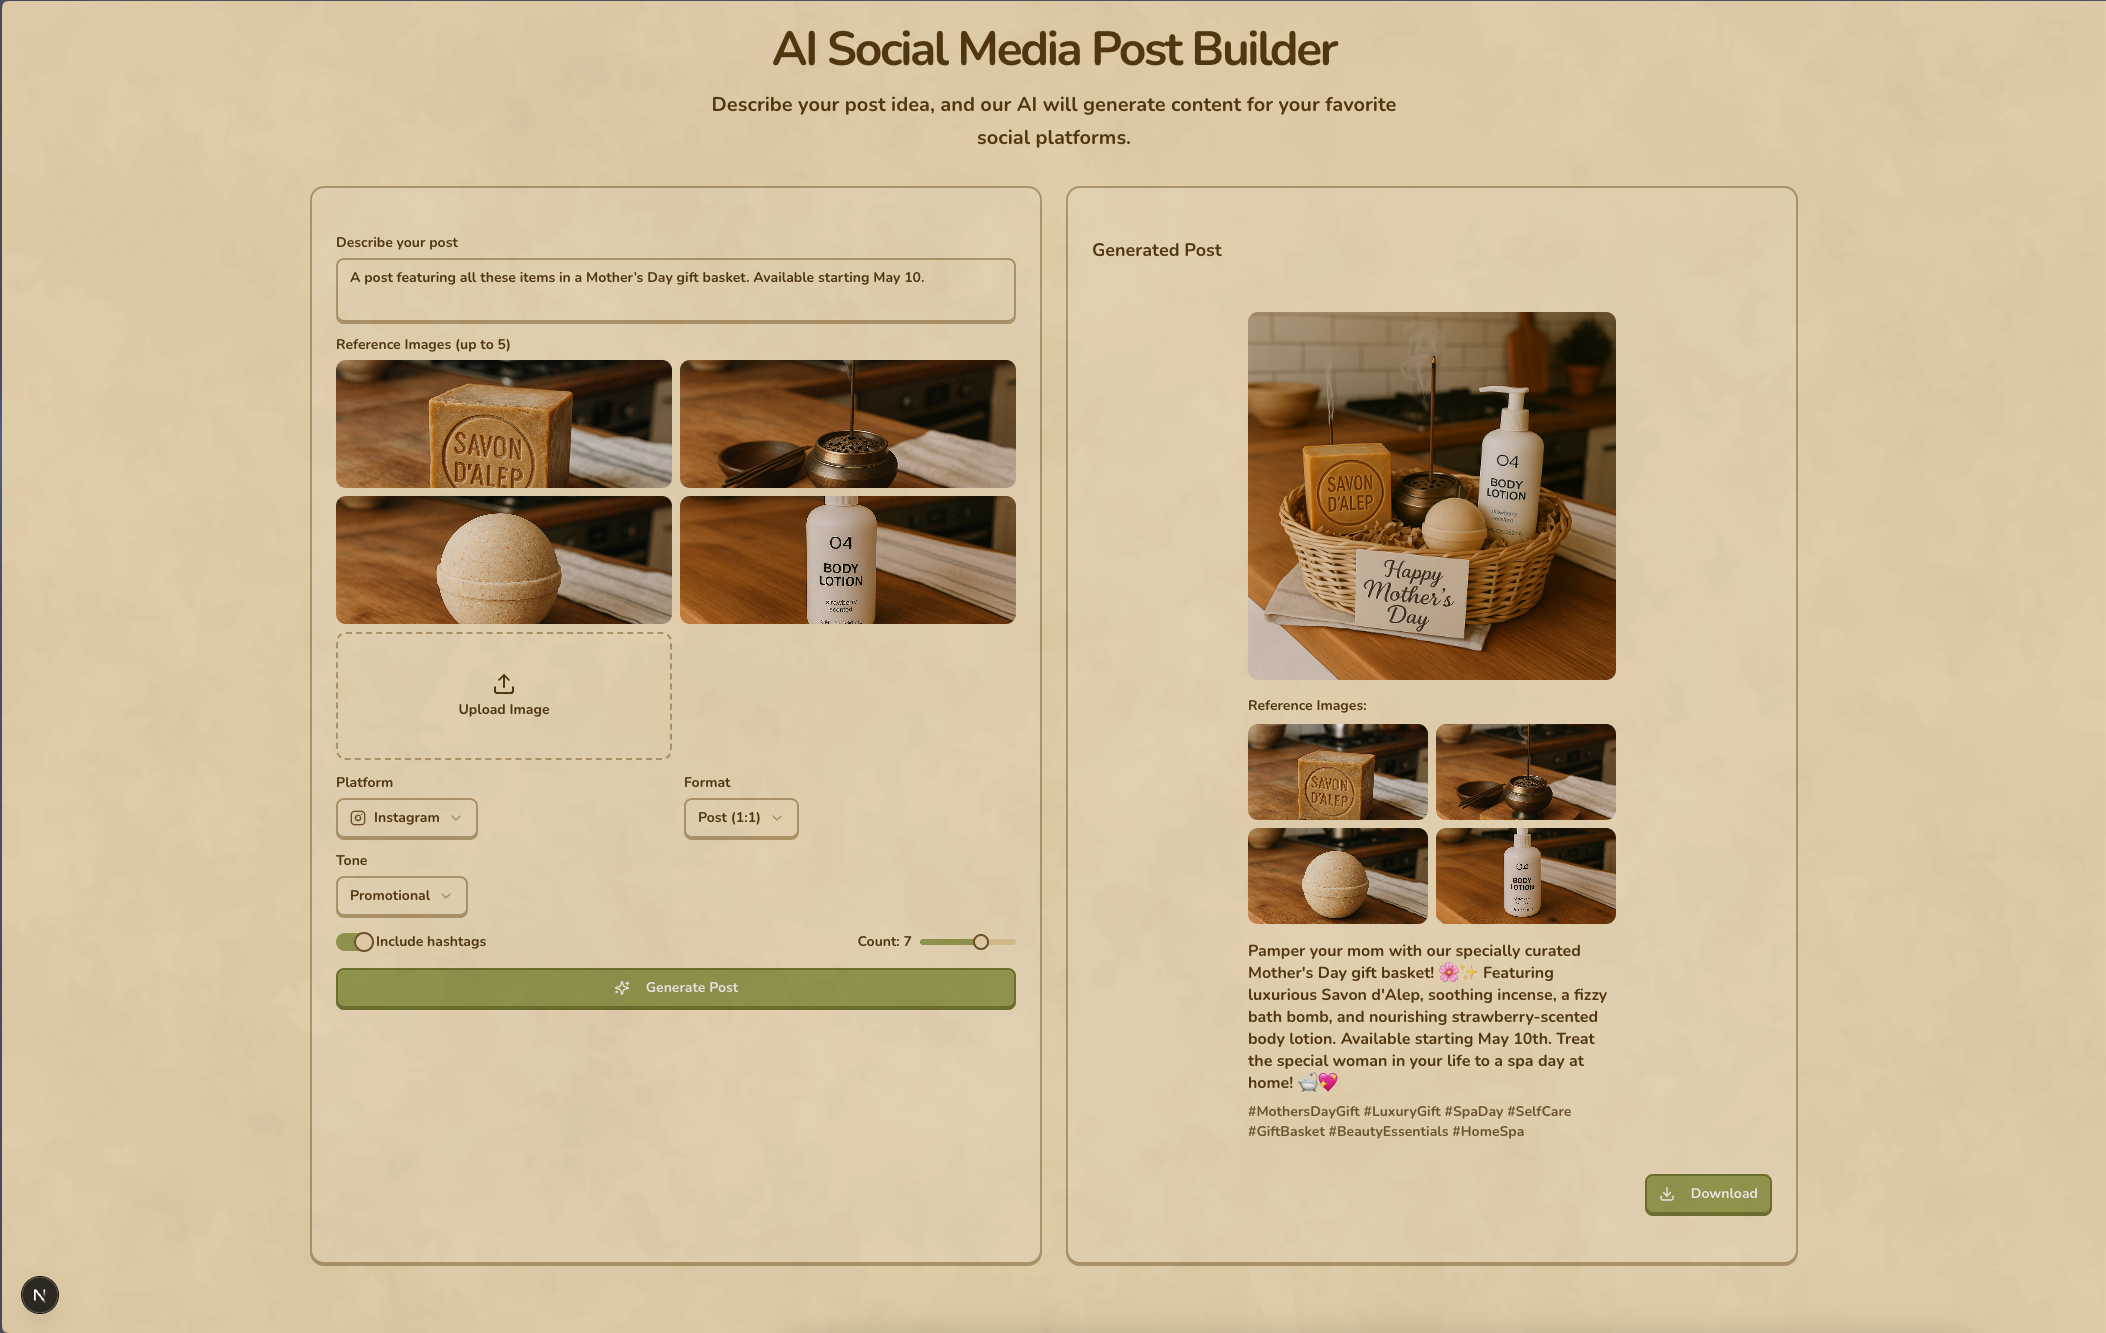 AI Social Media Post Builder
Describe your post idea, and our AI will generate content for your favorite
social platforms.
Describe your post
A post featuring all these items in a Mother's Day gift basket. Available starting May 10.
Reference Images (up to 5)
SAVON
D'ALEP
04
BODY
LOTION
strawberry
scented
Upload Image
Platform
Format
Instagram
Post (1:1)
Tone
Promotional
Include hashtags
Count: 7
Generate Post
Generated Post
SAVON
D'ALEP
04
BODY
LOTION
strawberry
scented
Happy
Mother's
Day
Reference Images:
SAVON
D'ALEP
04
BODY
LOTION
Pamper your mom with our specially curated
Mother's Day gift basket! 🌸✨ Featuring
luxurious Savon d'Alep, soothing incense, a fizzy
bath bomb, and nourishing strawberry-scented
body lotion. Available starting May 10th. Treat
the special woman in your life to a spa day at
home! 🛁💖
#MothersDayGift #LuxuryGift #SpaDay #SelfCare
#GiftBasket #BeautyEssentials #HomeSpa
Download
N